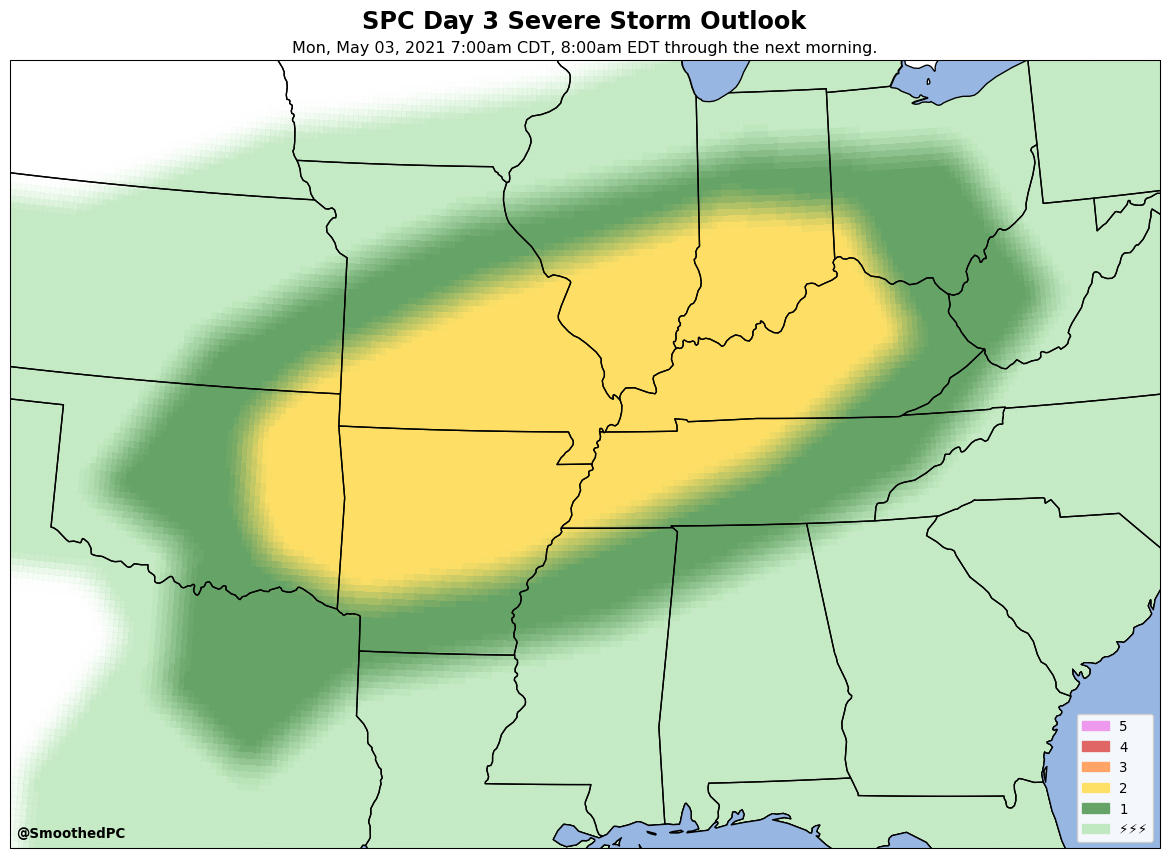 SPC Day 3 Severe Storm Outlook
Mon, May 03, 2021 7:00am CDT, 8:00am EDT through the next morning.
5
4
3
2
1
⚡⚡⚡
@SmoothedPC